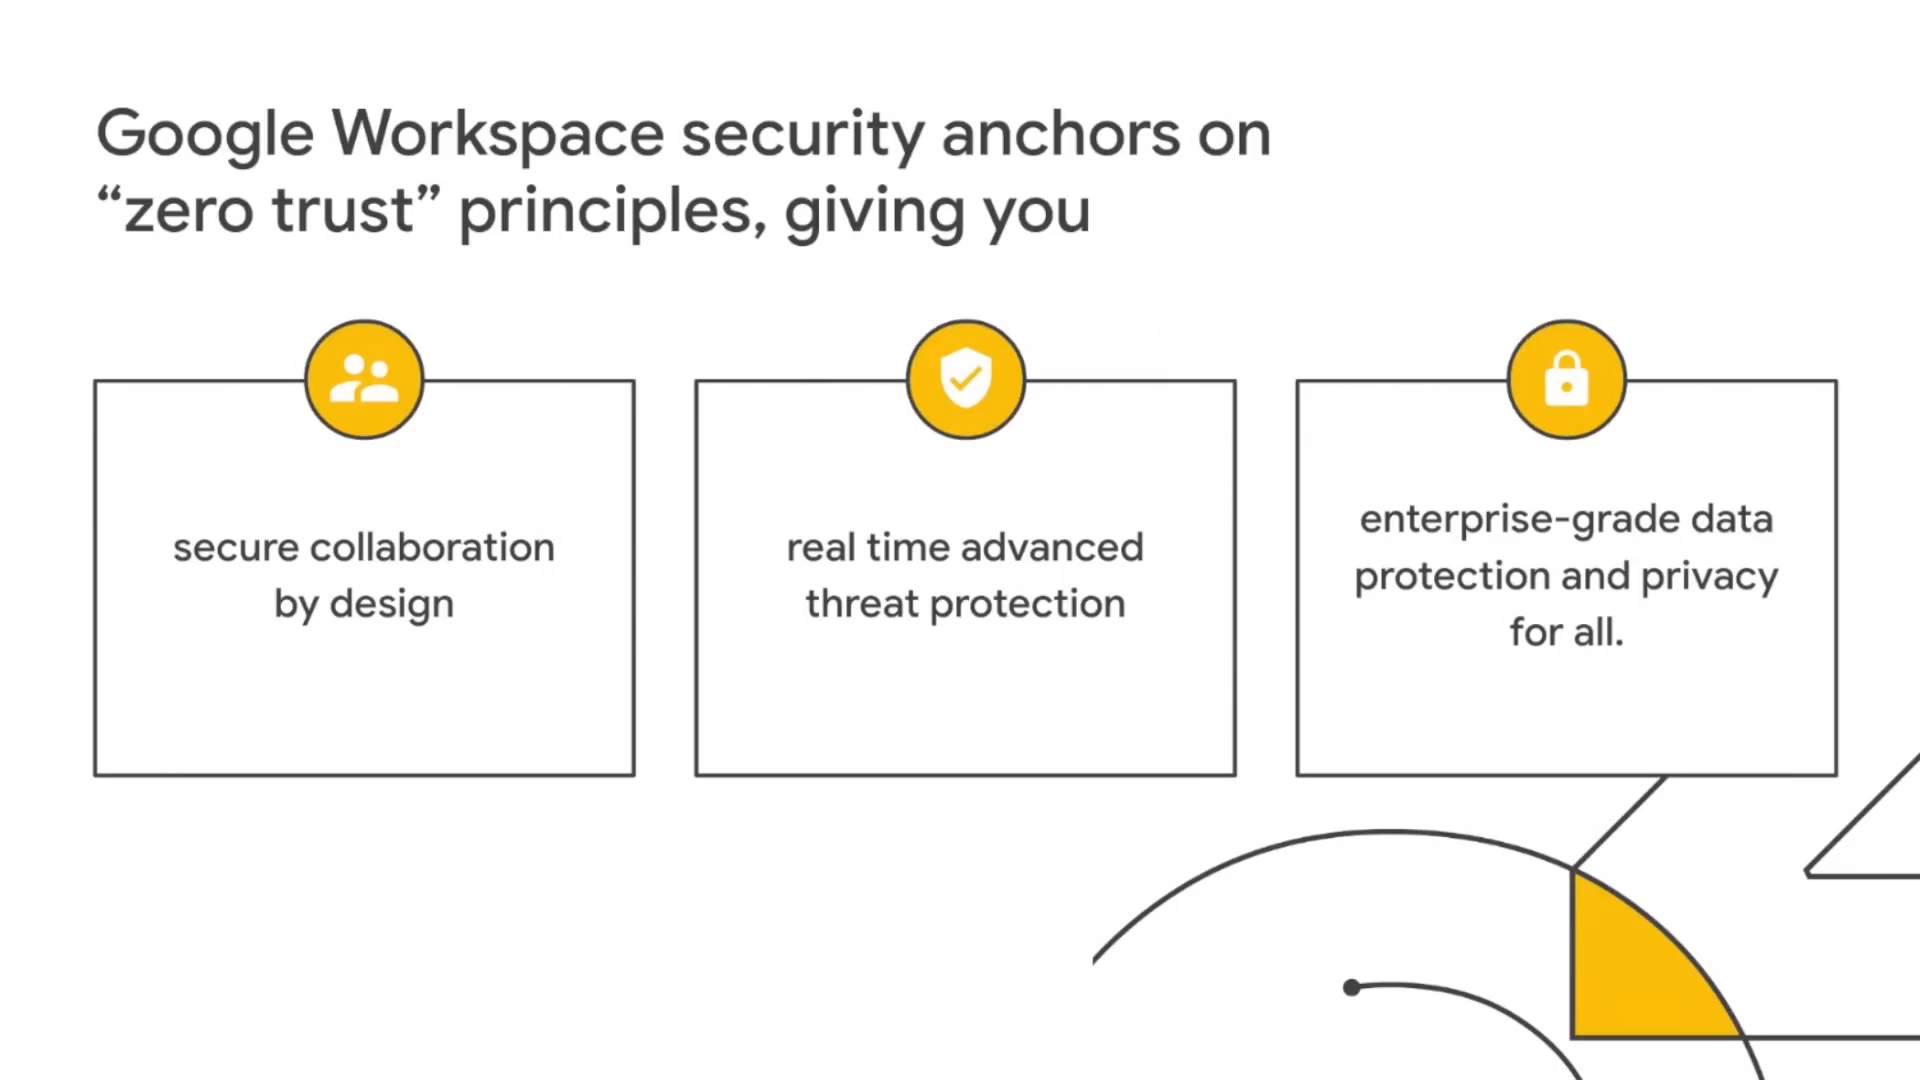 Google Workspace security anchors on
“zero trust” principles, giving you
secure collaboration
by design
real time advanced
threat protection
enterprise-grade data
protection and privacy
for all.